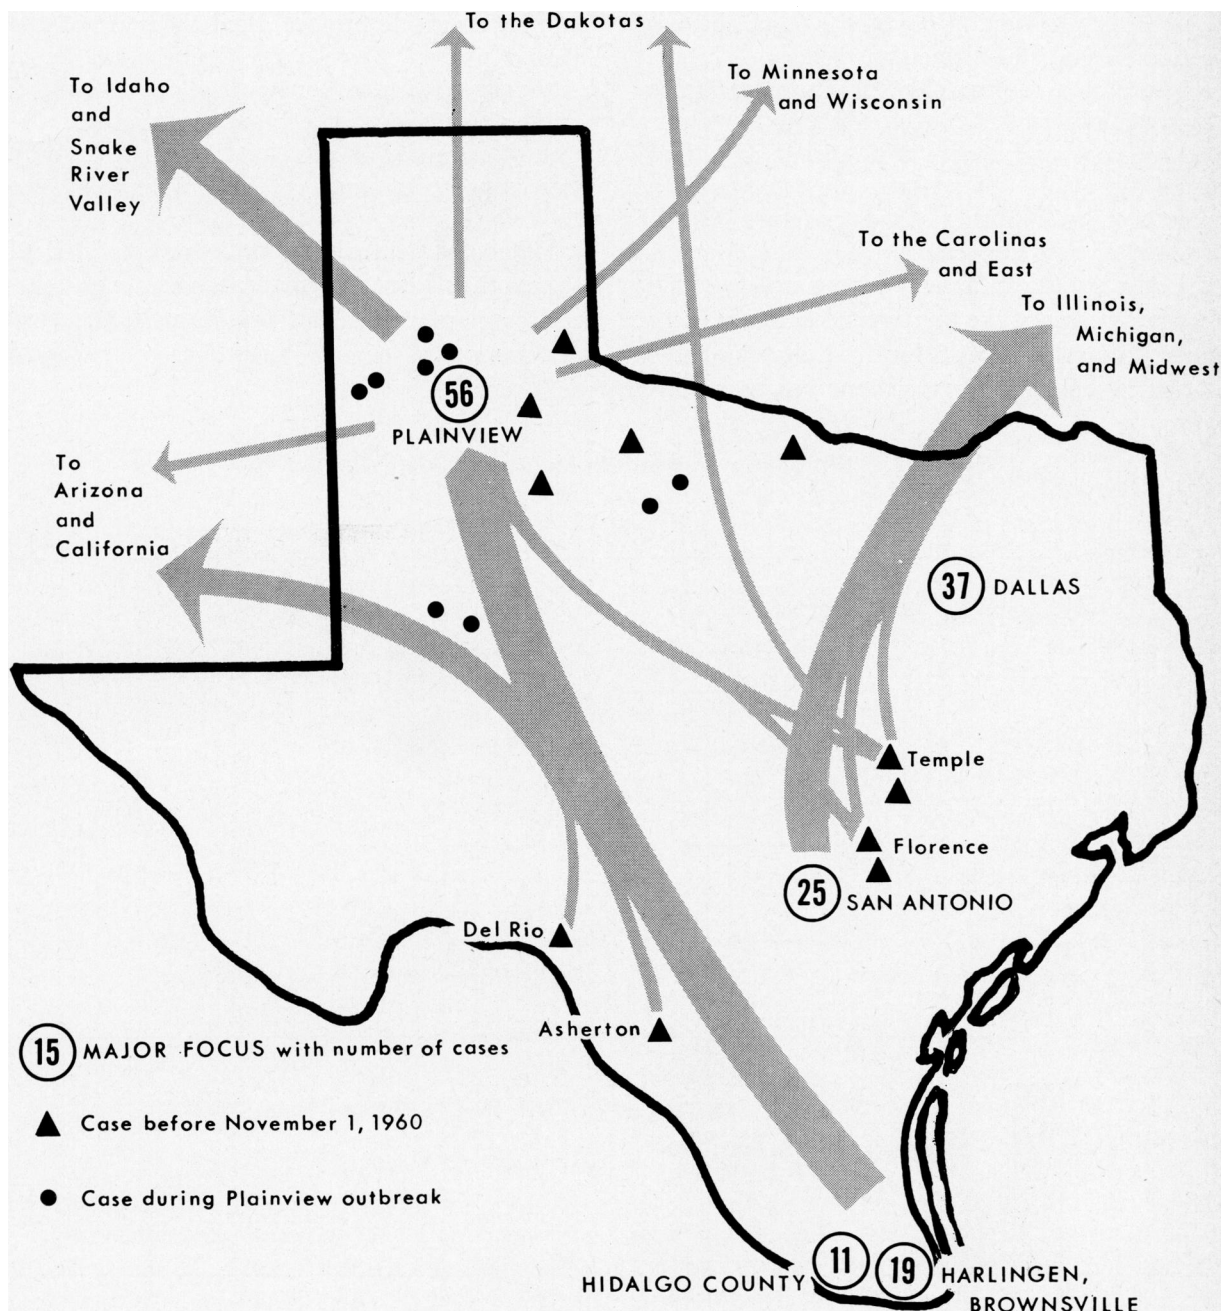 To the Dakotas
To Idaho
and
Snake
River
Valley
To Minnesota
and Wisconsin
To the Carolinas
and East
To Illinois,
Michigan,
and Midwest
56
PLAINVIEW
To
Arizona
and
California
37 DALLAS
Temple
Florence
25 SAN ANTONIO
Del Rio
Asherton
15 MAJOR FOCUS with number of cases
Case before November 1, 1960
Case during Plainview outbreak
HIDALGO COUNTY 11 19 HARLINGEN,
BROWNSVILLE